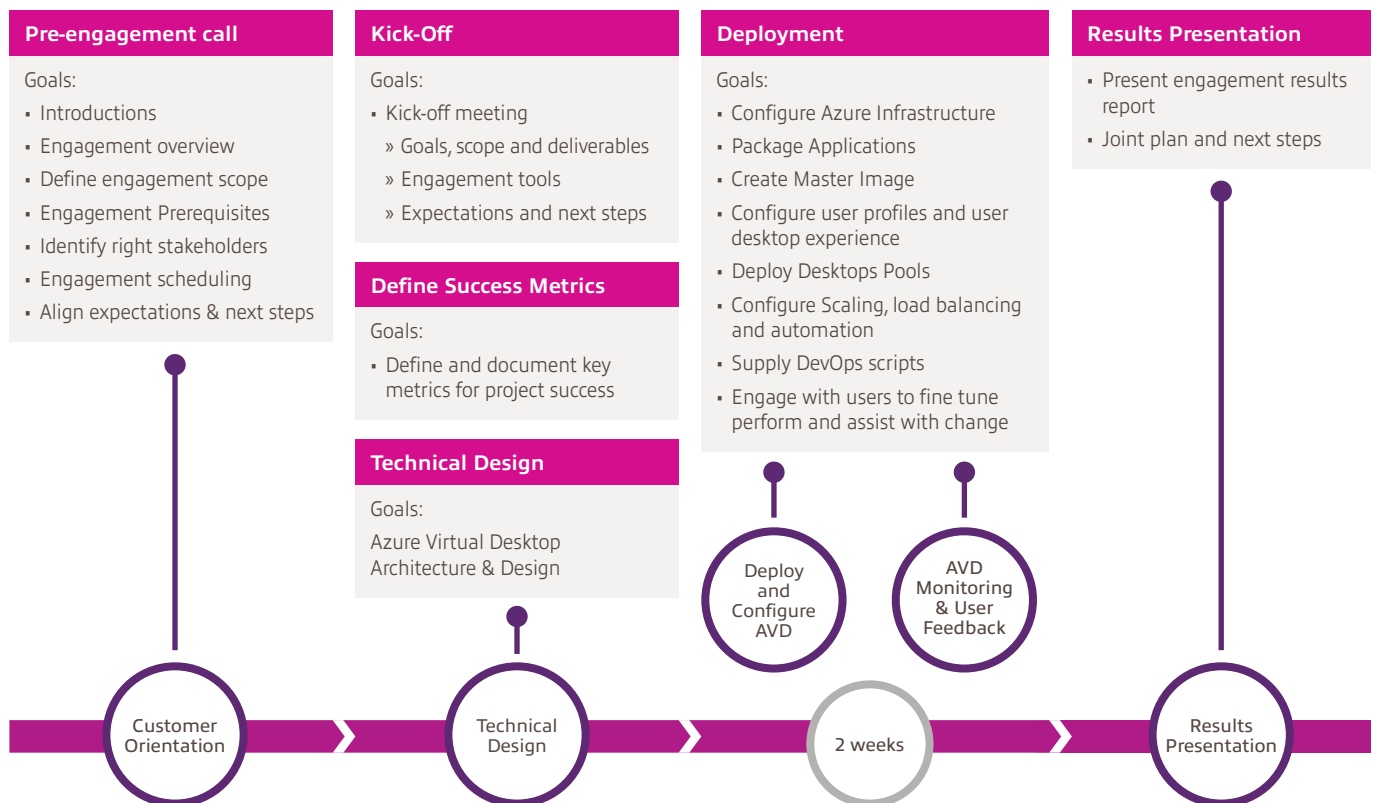 Pre-engagement call
Goals:
▪ Introductions
▪ Engagement overview
▪ Define engagement scope
▪ Engagement Prerequisites
▪ Identify right stakeholders
▪ Engagement scheduling
▪ Align expectations & next steps
Kick-Off
Goals:
▪ Kick-off meeting
» Goals, scope and deliverables
» Engagement tools
» Expectations and next steps
Define Success Metrics
Goals:
▪ Define and document key
metrics for project success
Technical Design
Goals:
Azure Virtual Desktop
Architecture & Design
Deployment
Goals:
▪ Configure Azure Infrastructure
▪ Package Applications
▪ Create Master Image
▪ Configure user profiles and user
desktop experience
▪ Deploy Desktops Pools
▪ Configure Scaling, load balancing
and automation
▪ Supply DevOps scripts
▪ Engage with users to fine tune
perform and assist with change
Results Presentation
▪ Present engagement results
report
▪ Joint plan and next steps
Deploy
and
Configure
AVD
AVD
Monitoring
& User
Feedback
Customer
Orientation
Technical
Design
2 weeks
Results
Presentation